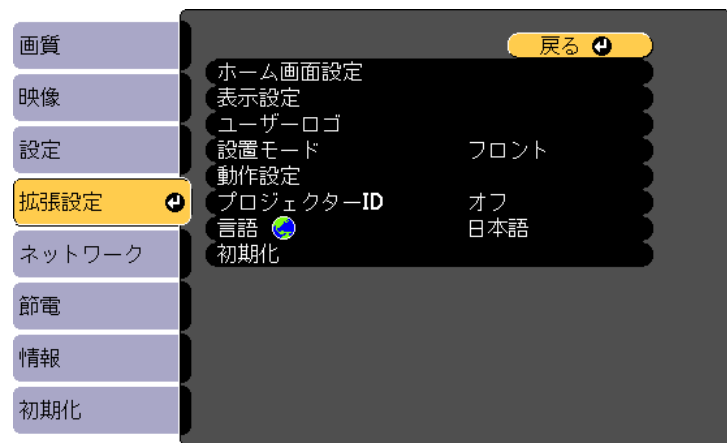 画質
映像
設定
拡張設定
ネットワーク
節電
情報
初期化
戻る
ホーム画面設定
表示設定
ユーザーロゴ
設置モード フロント
動作設定
プロジェクターID オフ
言語 日本語
初期化